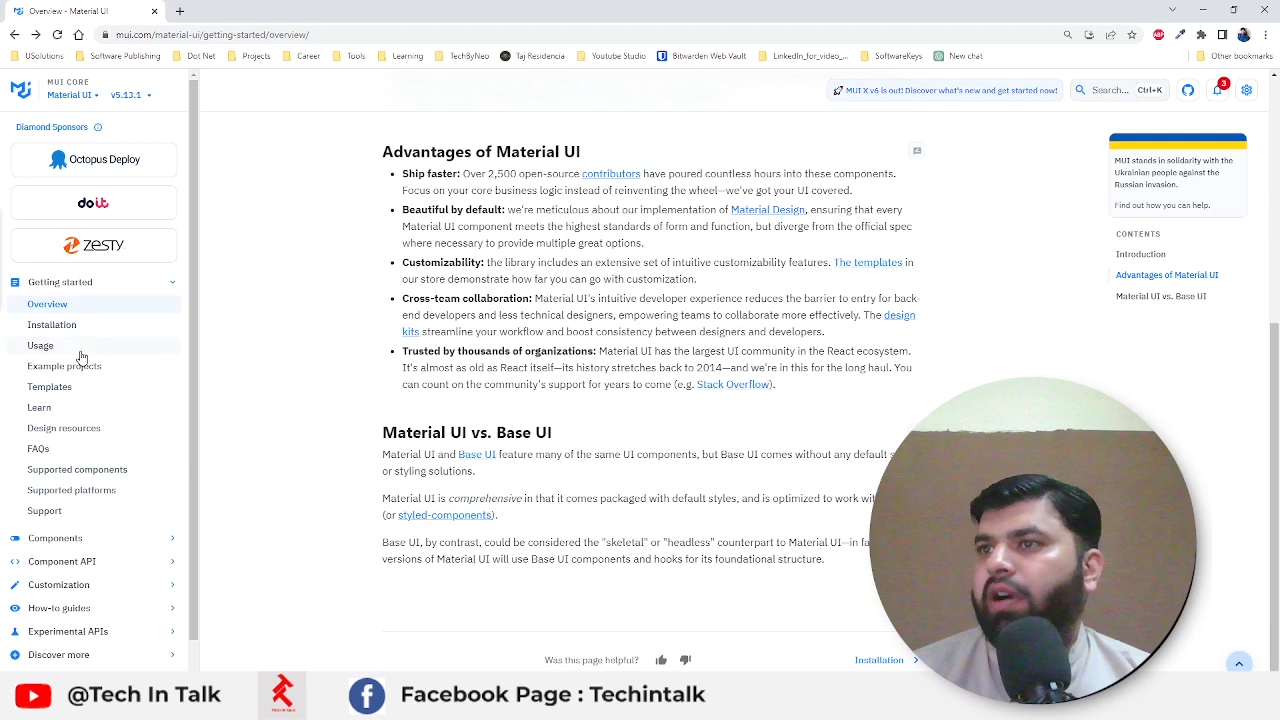 Overview - Material UI
mui.com/material-ui/getting-started/overview/
USolutions
Software Publishing
Dot Net
Projects
Career
Tools
Learning
TechByNeo
Taj Residencia
Youtube Studio
Bitwarden Web Vault
LinkedIn_for_video_...
SoftwareKeys
New chat
Other bookmarks
MUI CORE
Material UI
v5.13.1
MUI X v6 is out! Discover what's new and get started now!
Search...
Ctrl+K
3
Diamond Sponsors
Octopus Deploy
doit
ZESTY
Getting started
Overview
Installation
Usage
Example projects
Templates
Learn
Design resources
FAQs
Supported components
Supported platforms
Support
Components
Component API
Customization
How-to guides
Experimental APIs
Discover more
Advantages of Material UI
Ship faster: Over 2,500 open-source contributors have poured countless hours into these components.
Focus on your core business logic instead of reinventing the wheel—we've got your UI covered.
Beautiful by default: we're meticulous about our implementation of Material Design, ensuring that every
Material UI component meets the highest standards of form and function, but diverge from the official spec
where necessary to provide multiple great options.
Customizability: the library includes an extensive set of intuitive customizability features. The templates in
our store demonstrate how far you can go with customization.
Cross-team collaboration: Material UI's intuitive developer experience reduces the barrier to entry for back-
end developers and less technical designers, empowering teams to collaborate more effectively. The design
kits streamline your workflow and boost consistency between designers and developers.
Trusted by thousands of organizations: Material UI has the largest UI community in the React ecosystem.
It's almost as old as React itself—its history stretches back to 2014—and we're in this for the long haul. You
can count on the community's support for years to come (e.g. Stack Overflow).
Material UI vs. Base UI
Material UI and Base UI feature many of the same UI components, but Base UI comes without any default
or styling solutions.
Material UI is comprehensive in that it comes packaged with default styles, and is optimized to work
(or styled-components).
Base UI, by contrast, could be considered the "skeletal" or "headless" counterpart to Material UI—in
versions of Material UI will use Base UI components and hooks for its foundational structure.
Was this page helpful?
Installation
MUI stands in solidarity with the
Ukrainian people against the
Russian invasion.
Find out how you can help.
CONTENTS
Introduction
Advantages of Material UI
Material UI vs. Base UI
@Tech In Talk
TECH IN TALK
Facebook Page : Techintalk